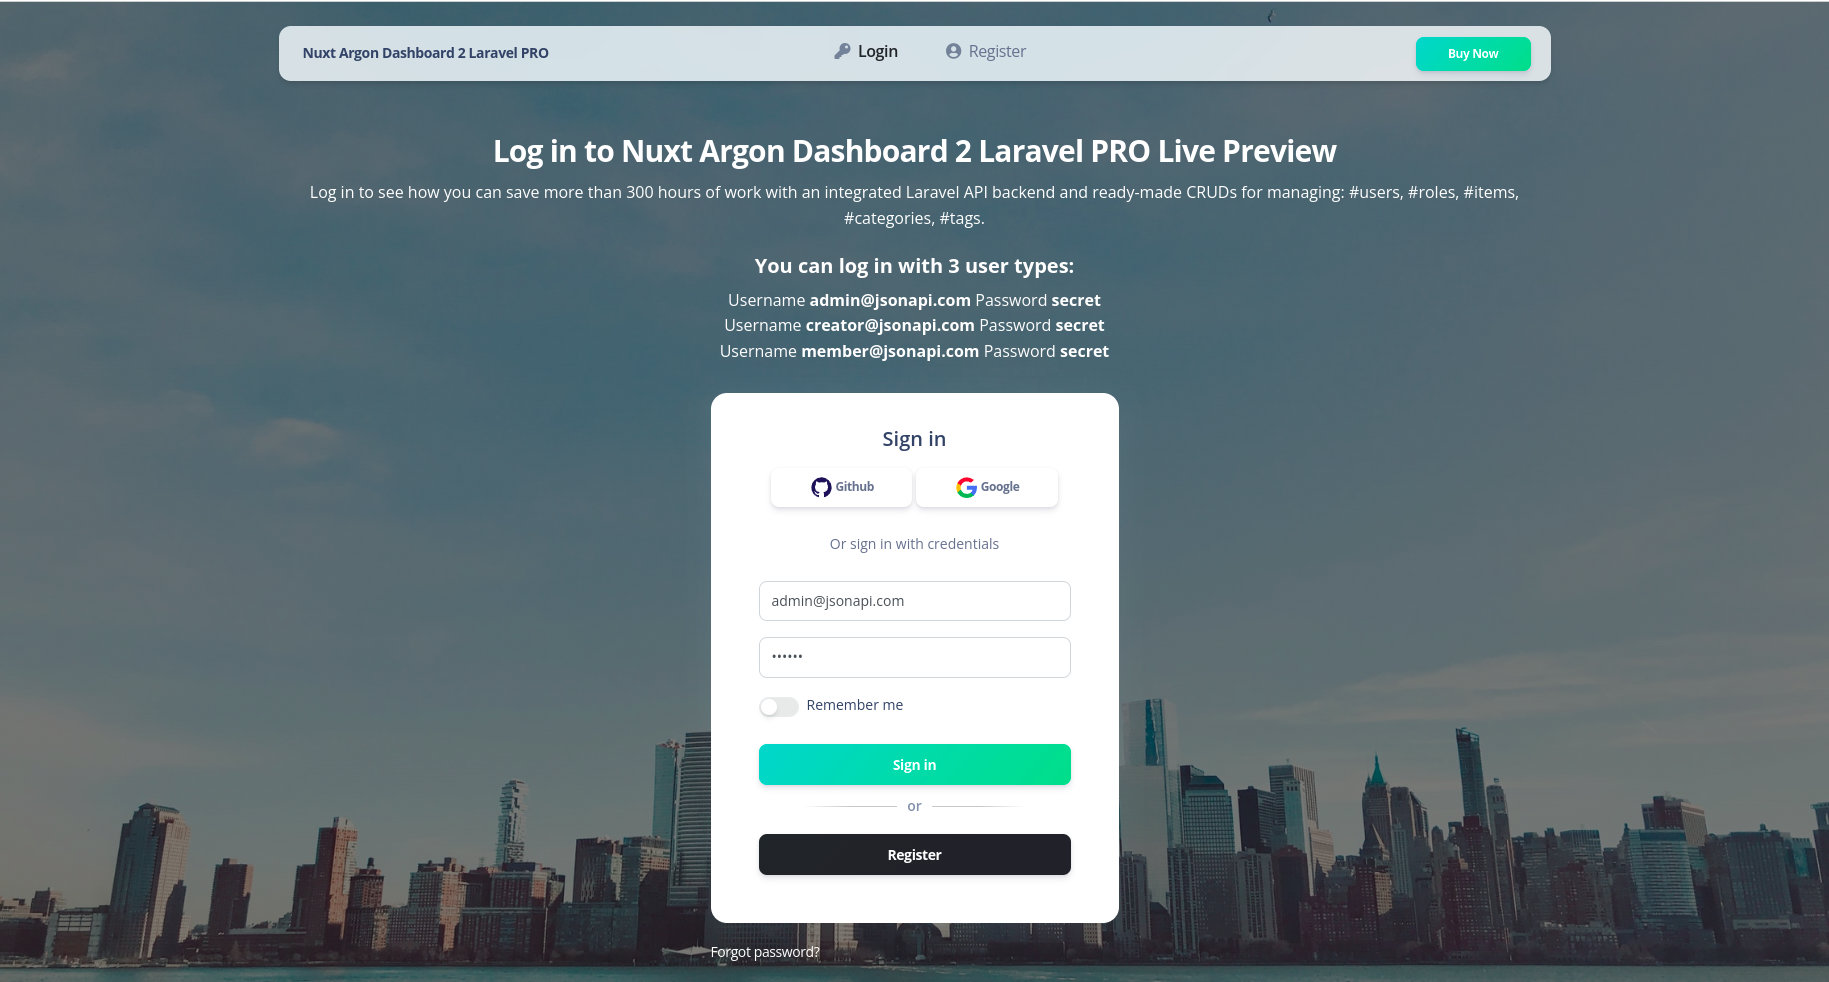 Nuxt Argon Dashboard 2 Laravel PRO
Login
Register
Buy Now
Log in to Nuxt Argon Dashboard 2 Laravel PRO Live Preview
Log in to see how you can save more than 300 hours of work with an integrated Laravel API backend and ready-made CRUDs for managing: #users, #roles, #items,
#categories, #tags.
You can log in with 3 user types:
Username admin@jsonapi.com Password secret
Username creator@jsonapi.com Password secret
Username member@jsonapi.com Password secret
Sign in
Github
Google
Or sign in with credentials
admin@jsonapi.com
••••••
Remember me
Sign in
or
Register
Forgot password?